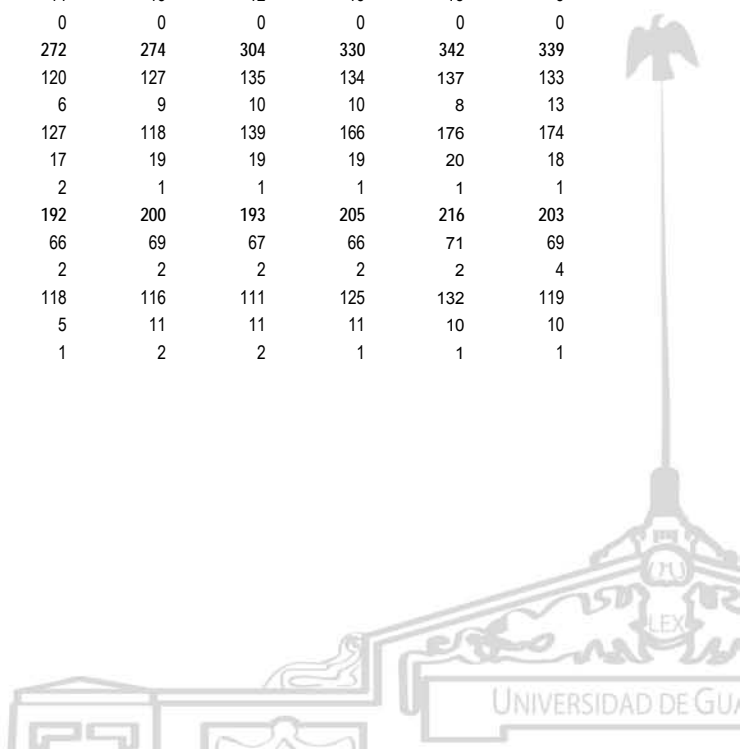 0 0 0 0 0 0
272 274 304 330 342 339
120 127 135 134 137 133
6 9 10 10 8 13
127 118 139 166 176 174
17 19 19 19 20 18
2 1 1 1 1 1
192 200 193 205 216 203
66 69 67 66 71 69
2 2 2 2 2 4
118 116 111 125 132 119
5 11 11 11 10 10
1 2 2 1 1 1
LEX
UNIVERSIDAD DE GUA